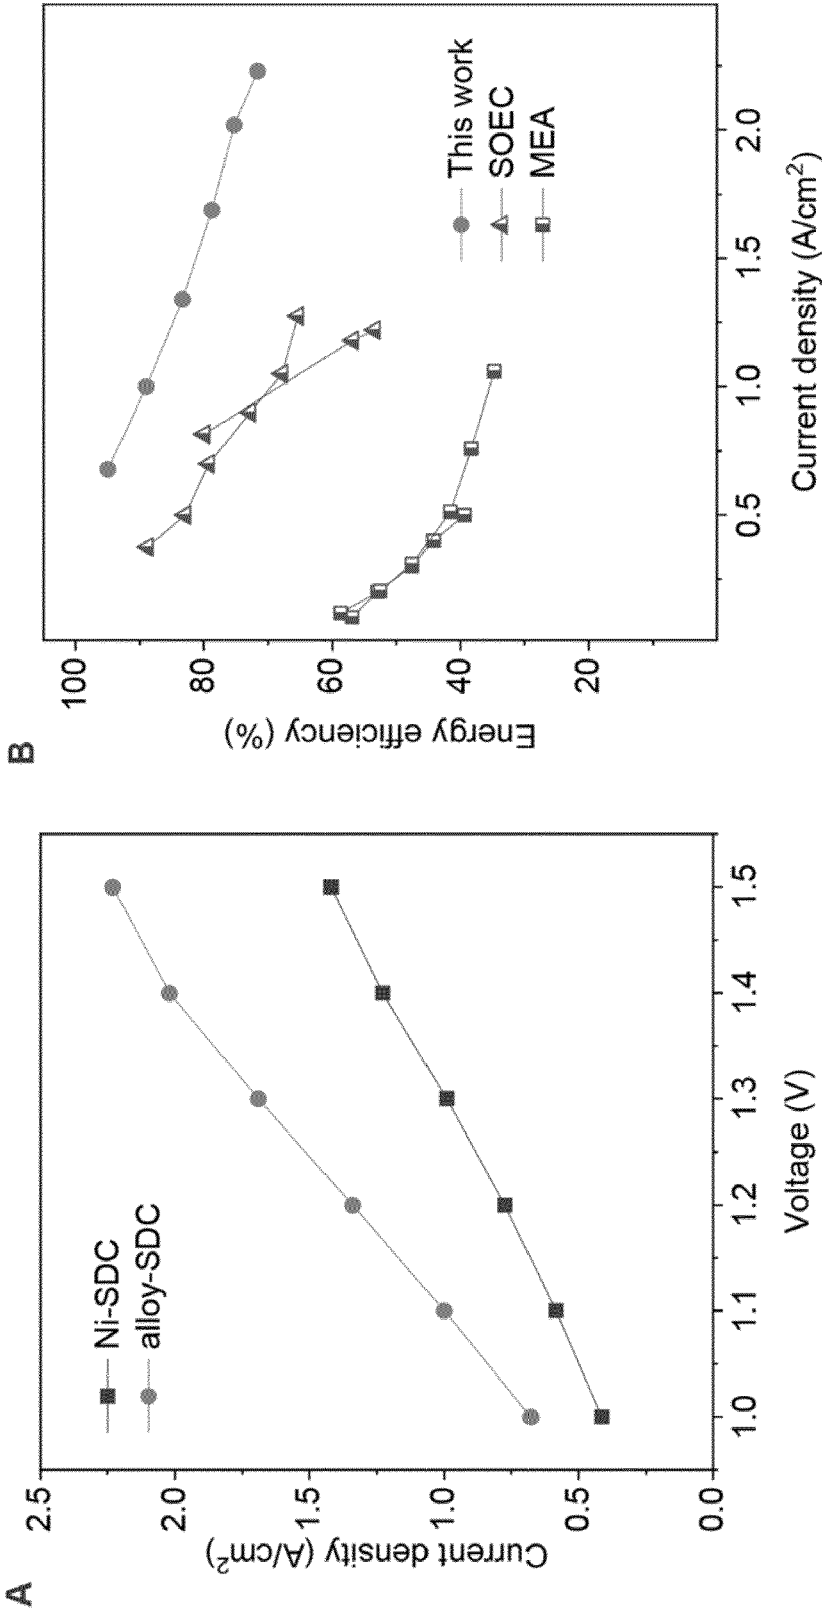 A
Current density (A/cm²)
2.5
2.0
1.5
1.0
0.5
0.0
Ni-SDC
alloy-SDC
1.0 1.1 1.2 1.3 1.4 1.5
Voltage (V)
B
Energy efficiency (%)
100
80
60
40
20
This work
SOEC
MEA
0.5 1.0 1.5 2.0
Current density (A/cm²)